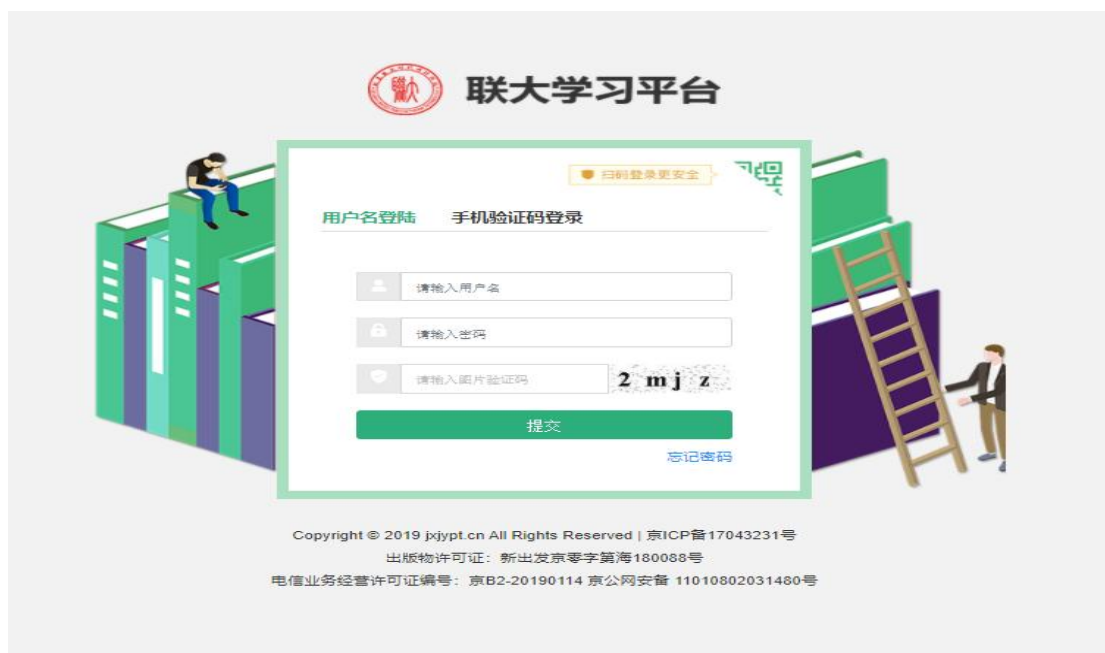 联大学习平台
扫码登录更安全
用户名登陆 手机验证码登录
请输入用户名
请输入密码
请输入图片验证码 2 m j z
提交
忘记密码
Copyright © 2019 jxjypt.cn All Rights Reserved | 京ICP备17043231号
出版物许可证：新出发京零字第海180088号
电信业务经营许可证编号：京B2-20190114 京公网安备 11010802031480号